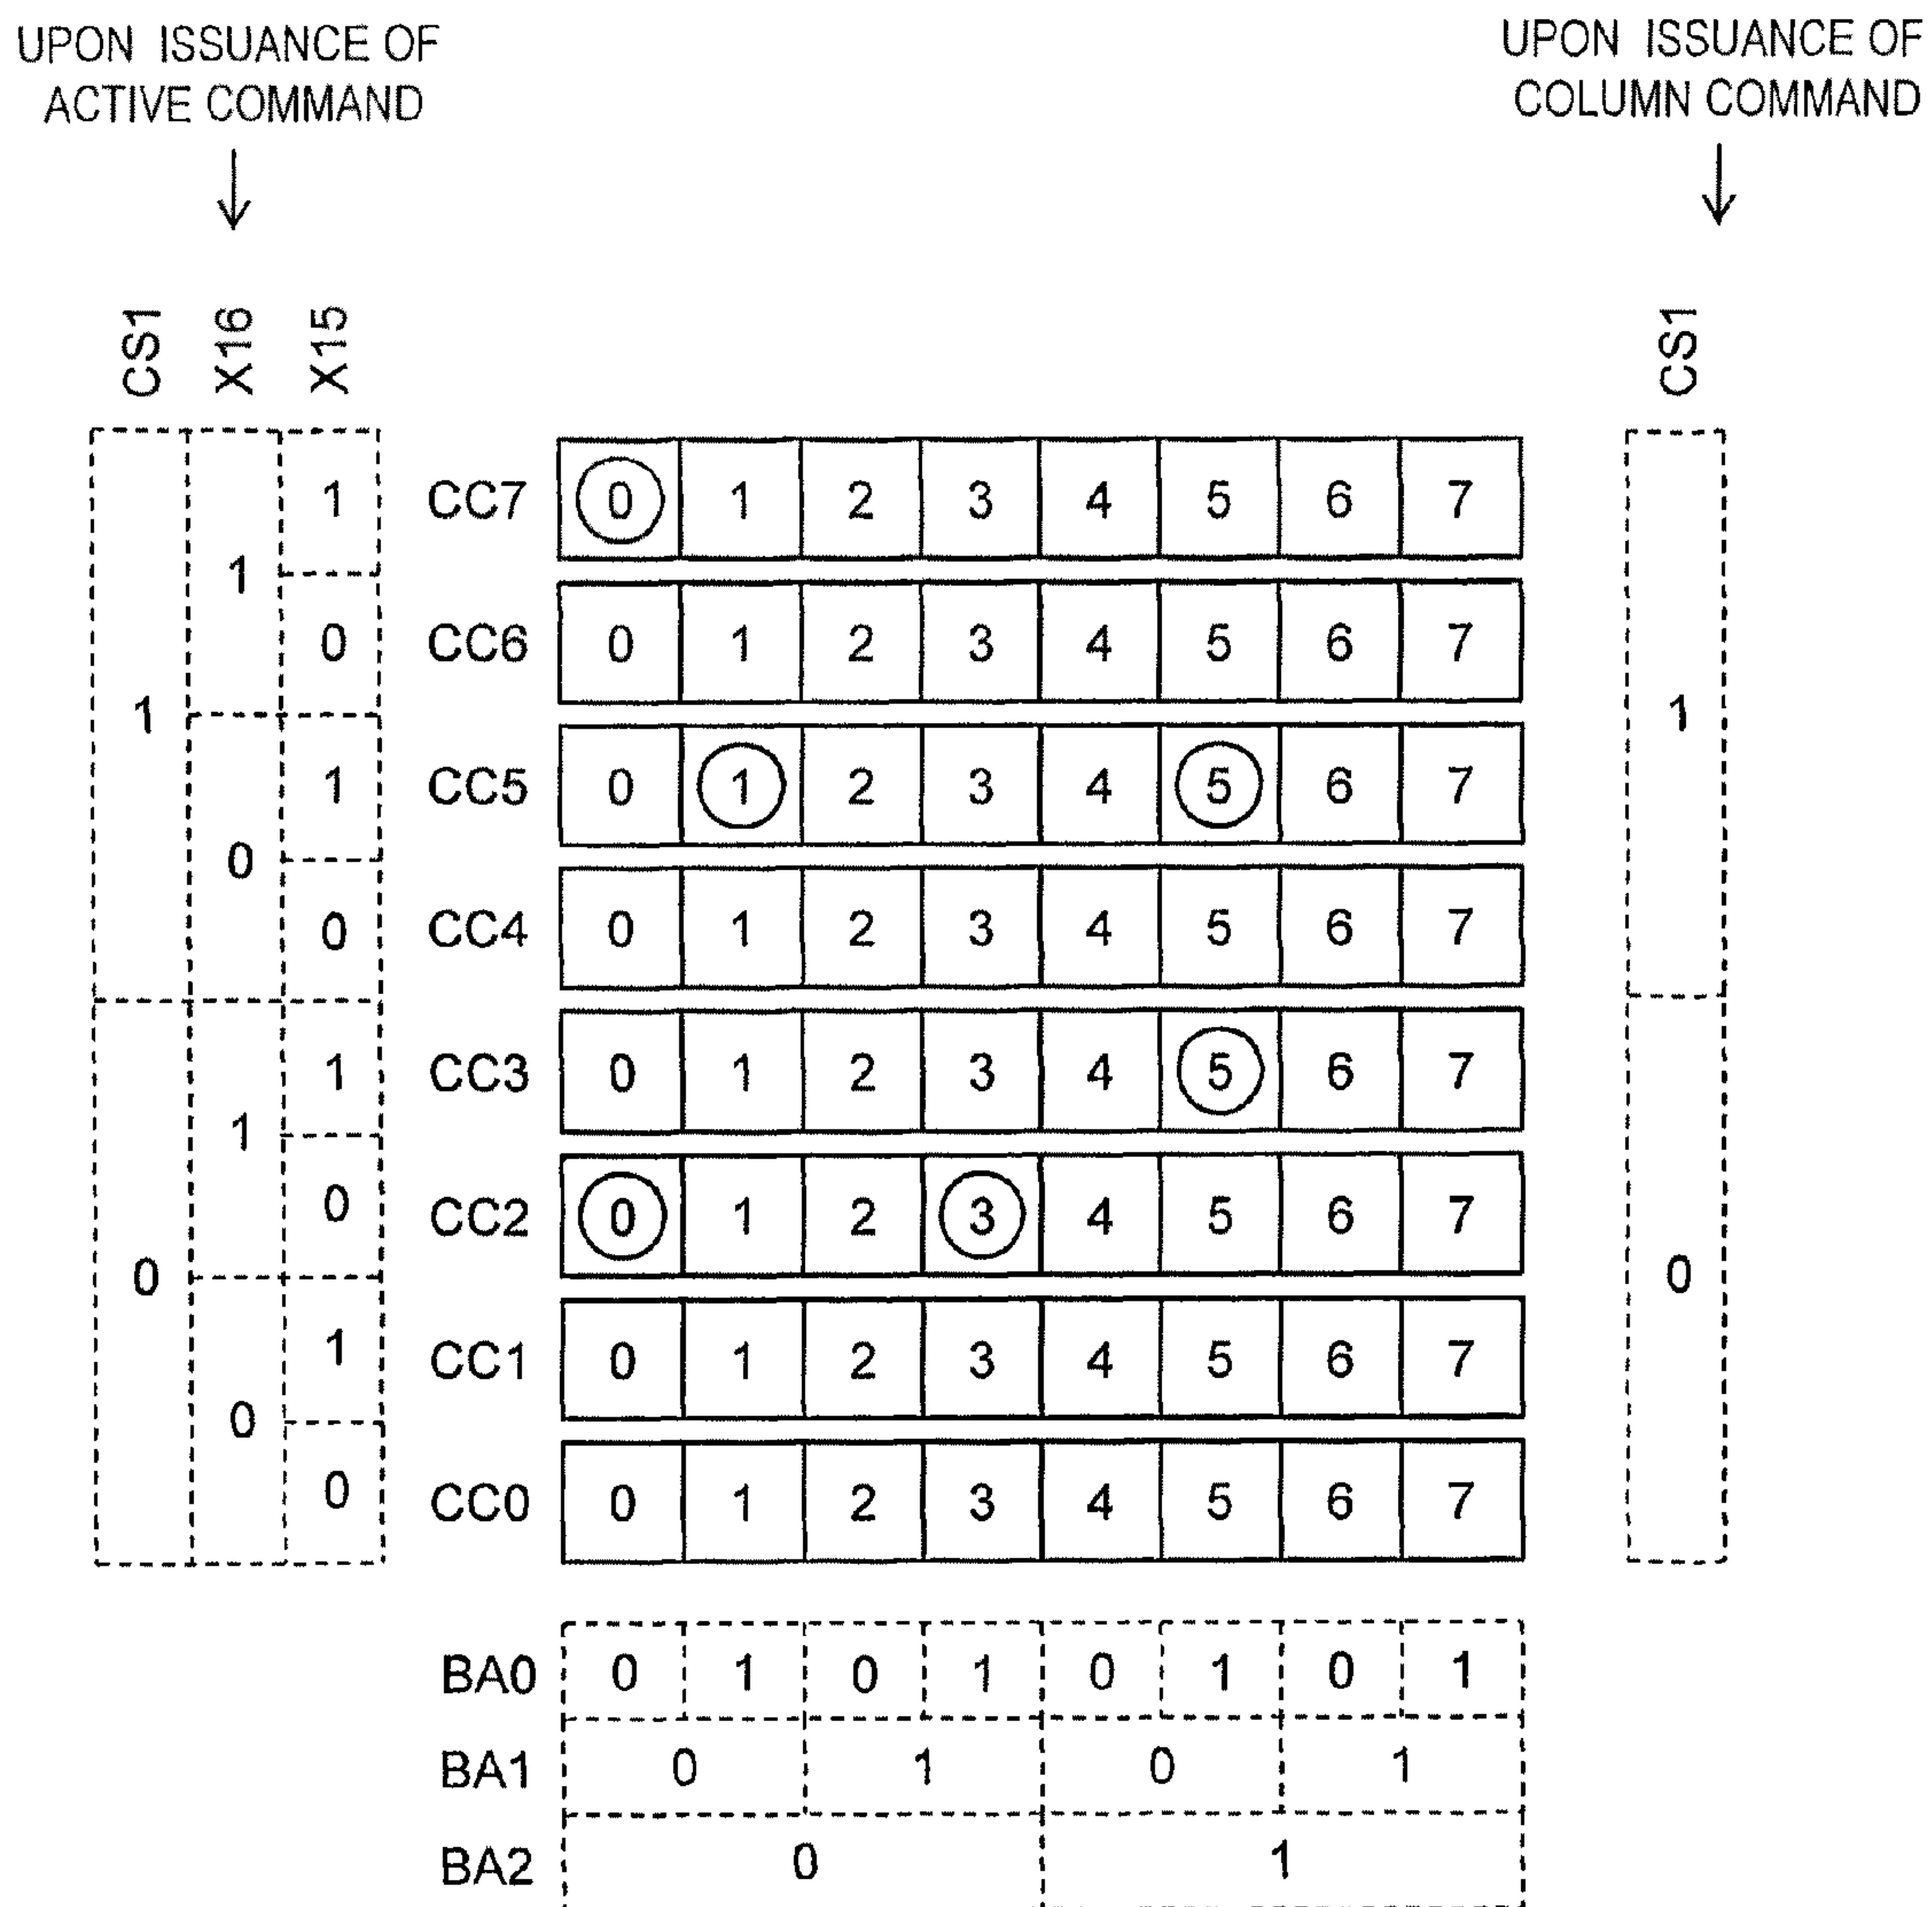 UPON ISSUANCE OF
ACTIVE COMMAND
UPON ISSUANCE OF
COLUMN COMMAND
CS1
X16
X15
CS1
1 CC7 0 1 2 3 4 5 6 7
1
0 CC6 0 1 2 3 4 5 6 7
1 1
1 CC5 0 1 2 3 4 5 6 7
0
0 CC4 0 1 2 3 4 5 6 7
1 CC3 0 1 2 3 4 5 6 7
1
0 CC2 0 1 2 3 4 5 6 7
0 0
1 CC1 0 1 2 3 4 5 6 7
0
0 CC0 0 1 2 3 4 5 6 7
BA0 0 1 0 1 0 1 0 1
BA1 0 1 0 1
BA2 0 1